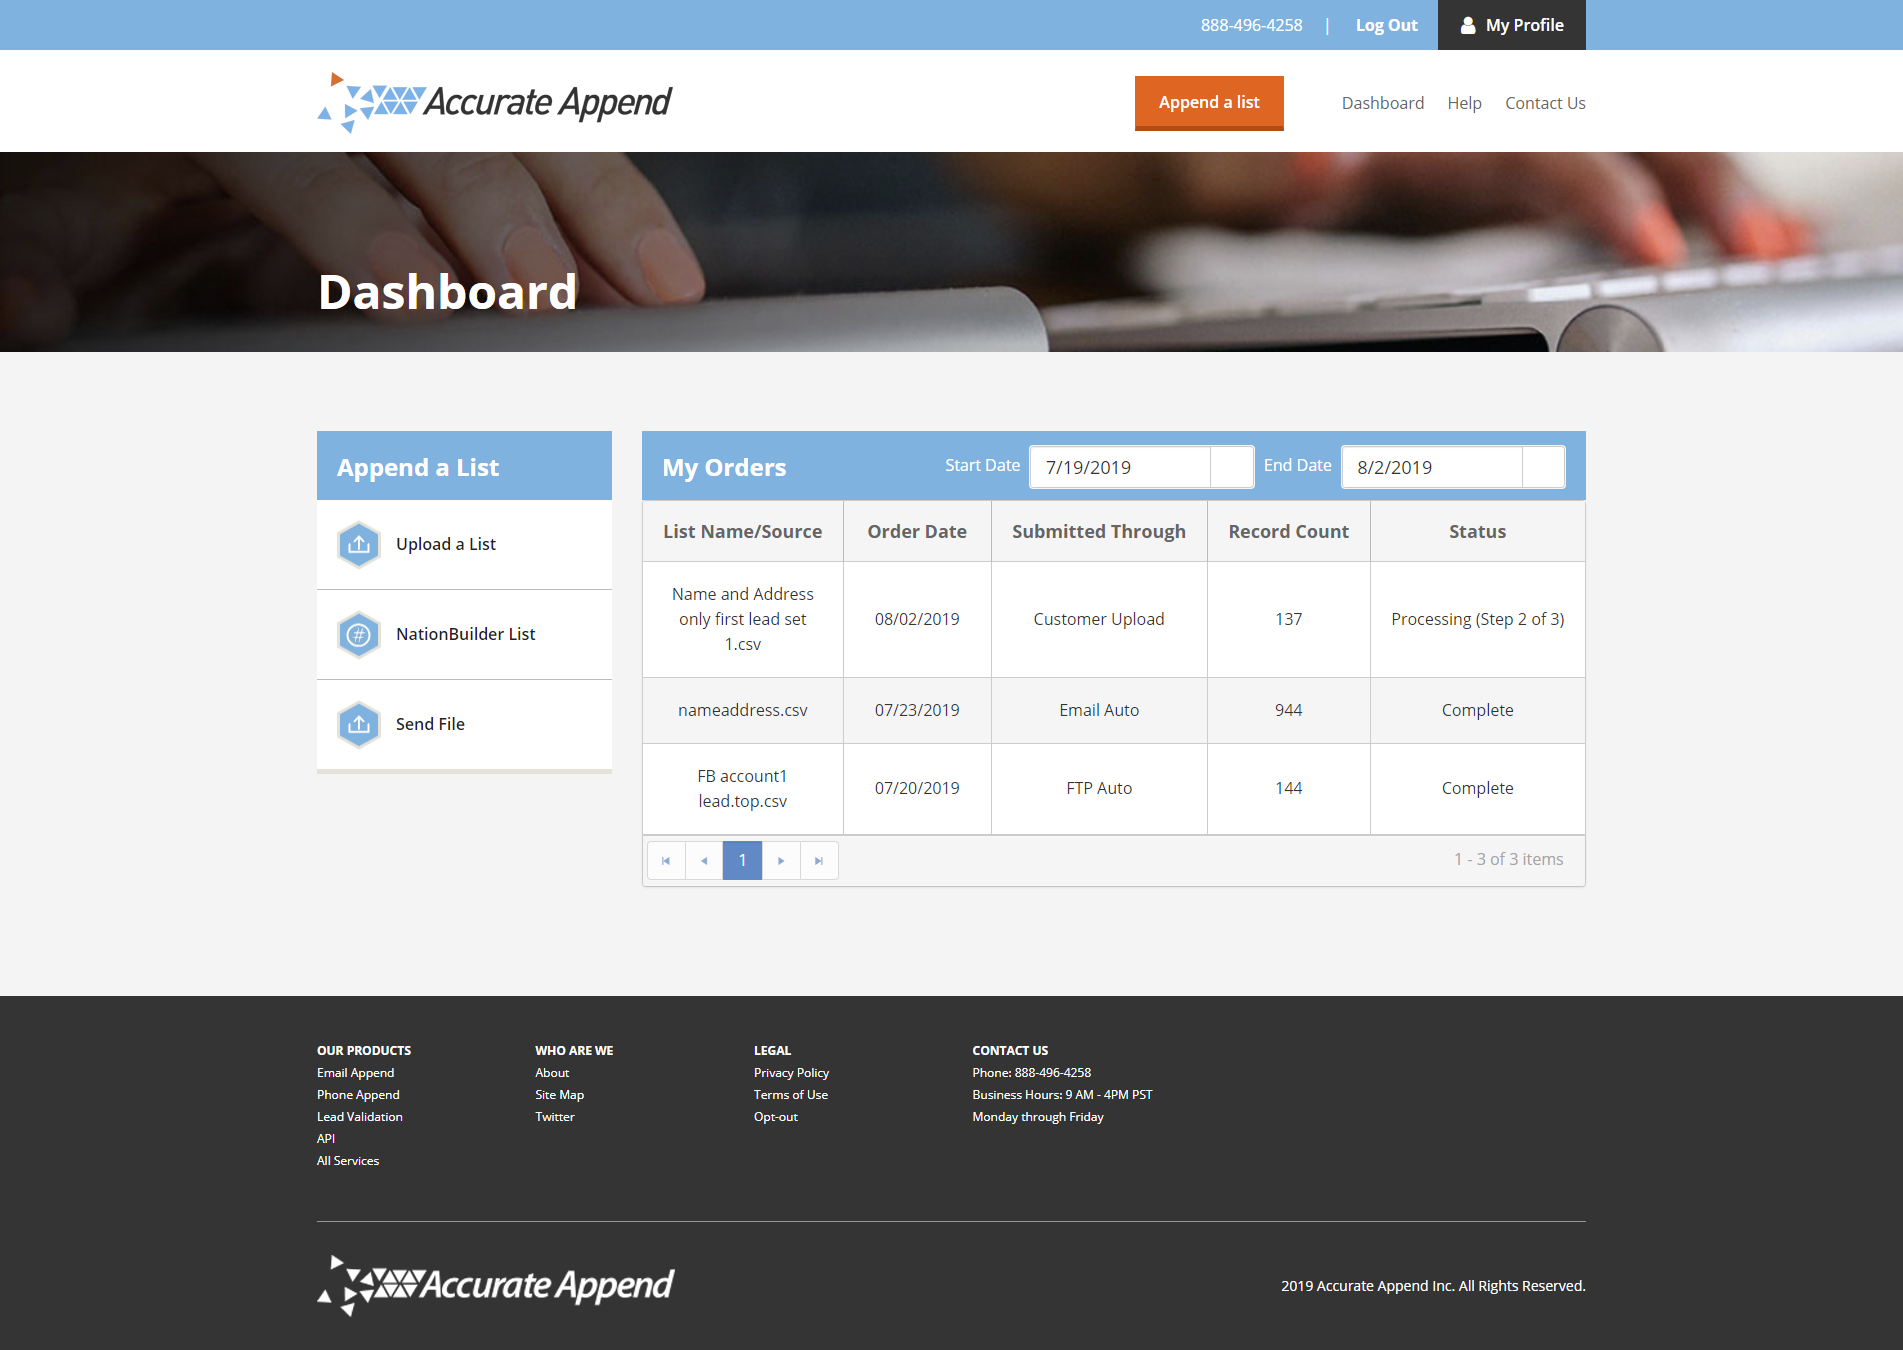 888-496-4258 | Log Out My Profile
Accurate Append
Append a list Dashboard Help Contact Us
Dashboard
Append a List
Upload a List
NationBuilder List
Send File
My Orders Start Date 7/19/2019 End Date 8/2/2019
List Name/Source Order Date Submitted Through Record Count Status
Name and Address
only first lead set
1.csv
08/02/2019 Customer Upload 137 Processing (Step 2 of 3)
nameaddress.csv 07/23/2019 Email Auto 944 Complete
FB account1
lead.top.csv
07/20/2019 FTP Auto 144 Complete
1 1 - 3 of 3 items
OUR PRODUCTS
Email Append
Phone Append
Lead Validation
API
All Services
WHO ARE WE
About
Site Map
Twitter
LEGAL
Privacy Policy
Terms of Use
Opt-out
CONTACT US
Phone: 888-496-4258
Business Hours: 9 AM - 4PM PST
Monday through Friday
Accurate Append
2019 Accurate Append Inc. All Rights Reserved.